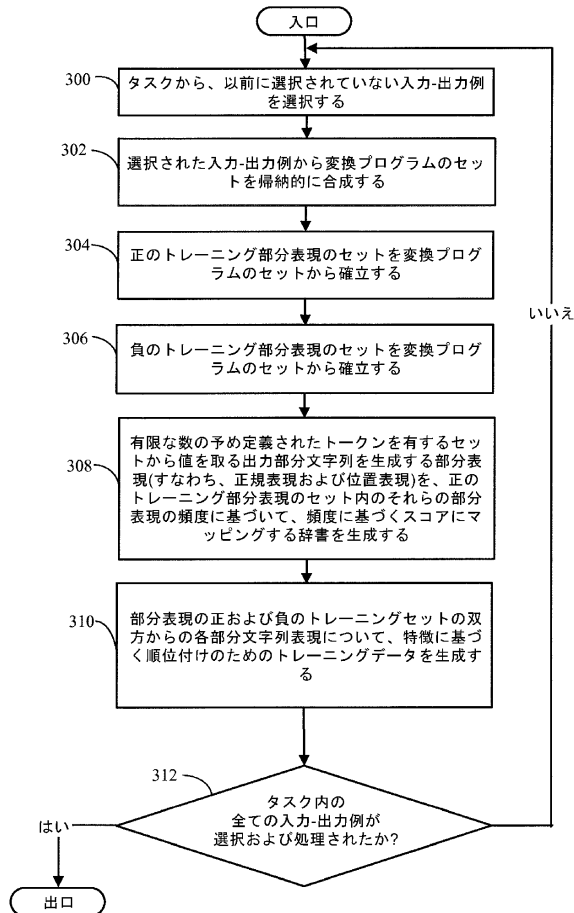 入口
300
タスクから、以前に選択されていない入力-出力例
を選択する
302
選択された入力-出力例から変換プログラムのセット
を帰納的に合成する
304
正のトレーニング部分表現のセットを変換プログラ
ムのセットから確立する
306
負のトレーニング部分表現のセットを変換プログ
ラムのセットから確立する
いいえ
308
有限な数の予め定義されたトークンを有するセッ
トから値を取る出力部分文字列を生成する部分表
現(すなわち、正規表現および位置表現)を、正の
トレーニング部分表現のセット内のそれらの部分
表現の頻度に基づいて、頻度に基づくスコアにマ
ッピングする辞書を生成する
310
部分表現の正および負のトレーニングセットの双
方からの各部分文字列表現について、特徴に基づ
く順位付けのためのトレーニングデータを生成す
る
312
タスク内の
全ての入力-出力例が
選択および処理されたか?
はい
出口